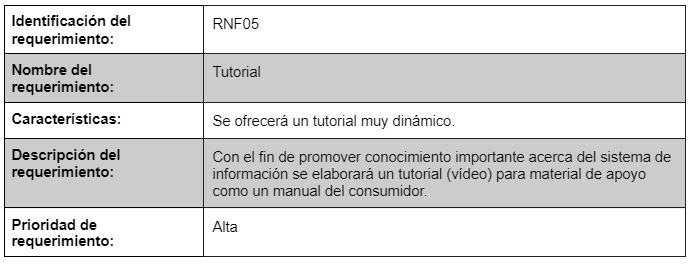 Identificación del
requerimiento:
RNF05
Nombre del
requerimiento:
Tutorial
Características:
Se ofrecerá un tutorial muy dinámico.
Descripción del
requerimiento:
Con el fin de promover conocimiento importante acerca del sistema de
información se elaborará un tutorial (vídeo) para material de apoyo
como un manual del consumidor.
Prioridad de
requerimiento:
Alta